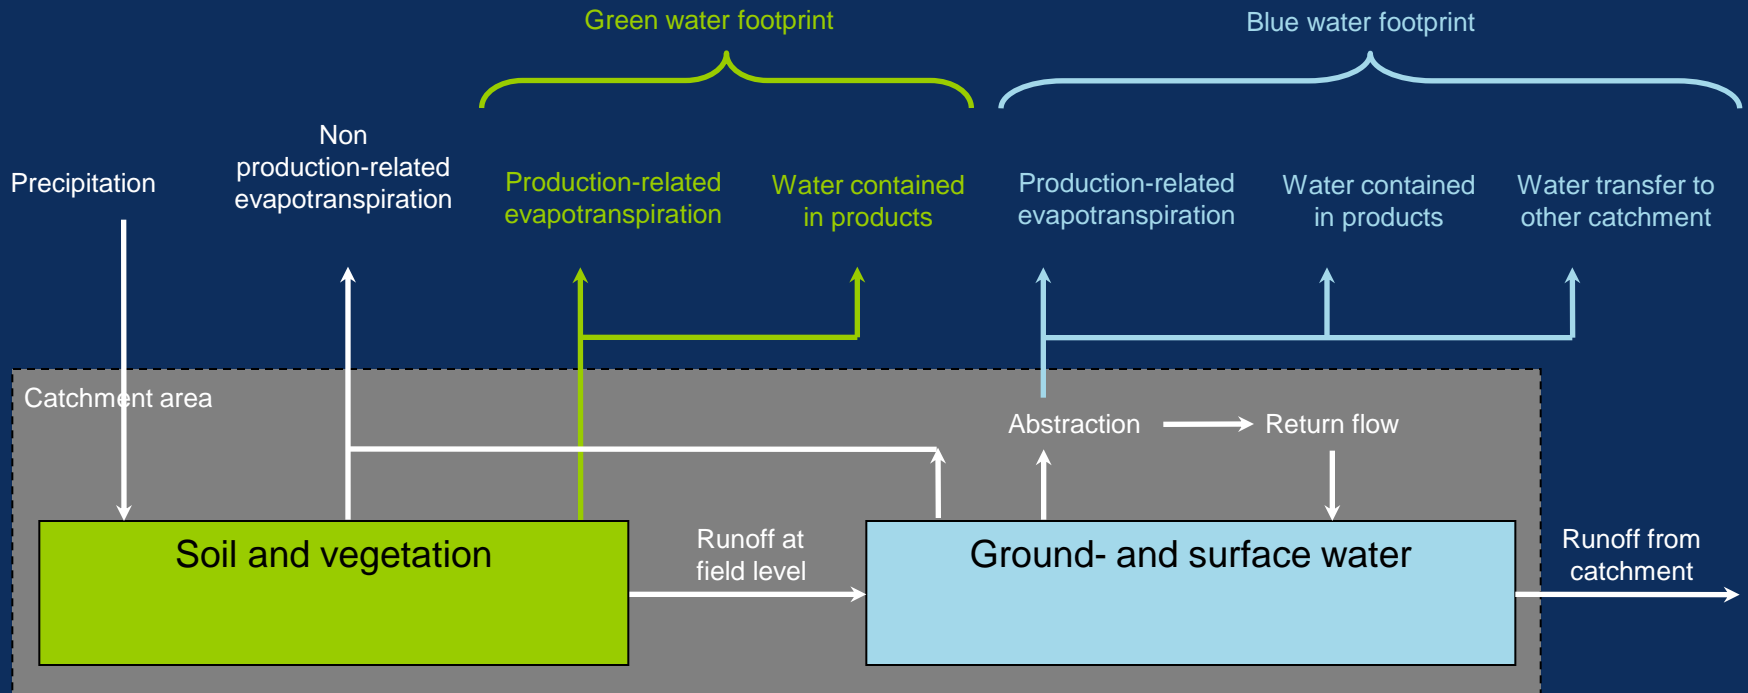 Green water footprint
Blue water footprint
Precipitation
Non
production-related
evapotranspiration
Production-related
evapotranspiration
Water contained
in products
Production-related
evapotranspiration
Water contained
in products
Water transfer to
other catchment
Catchment area
Abstraction
Return flow
Soil and vegetation
Runoff at
field level
Ground- and surface water
Runoff from
catchment